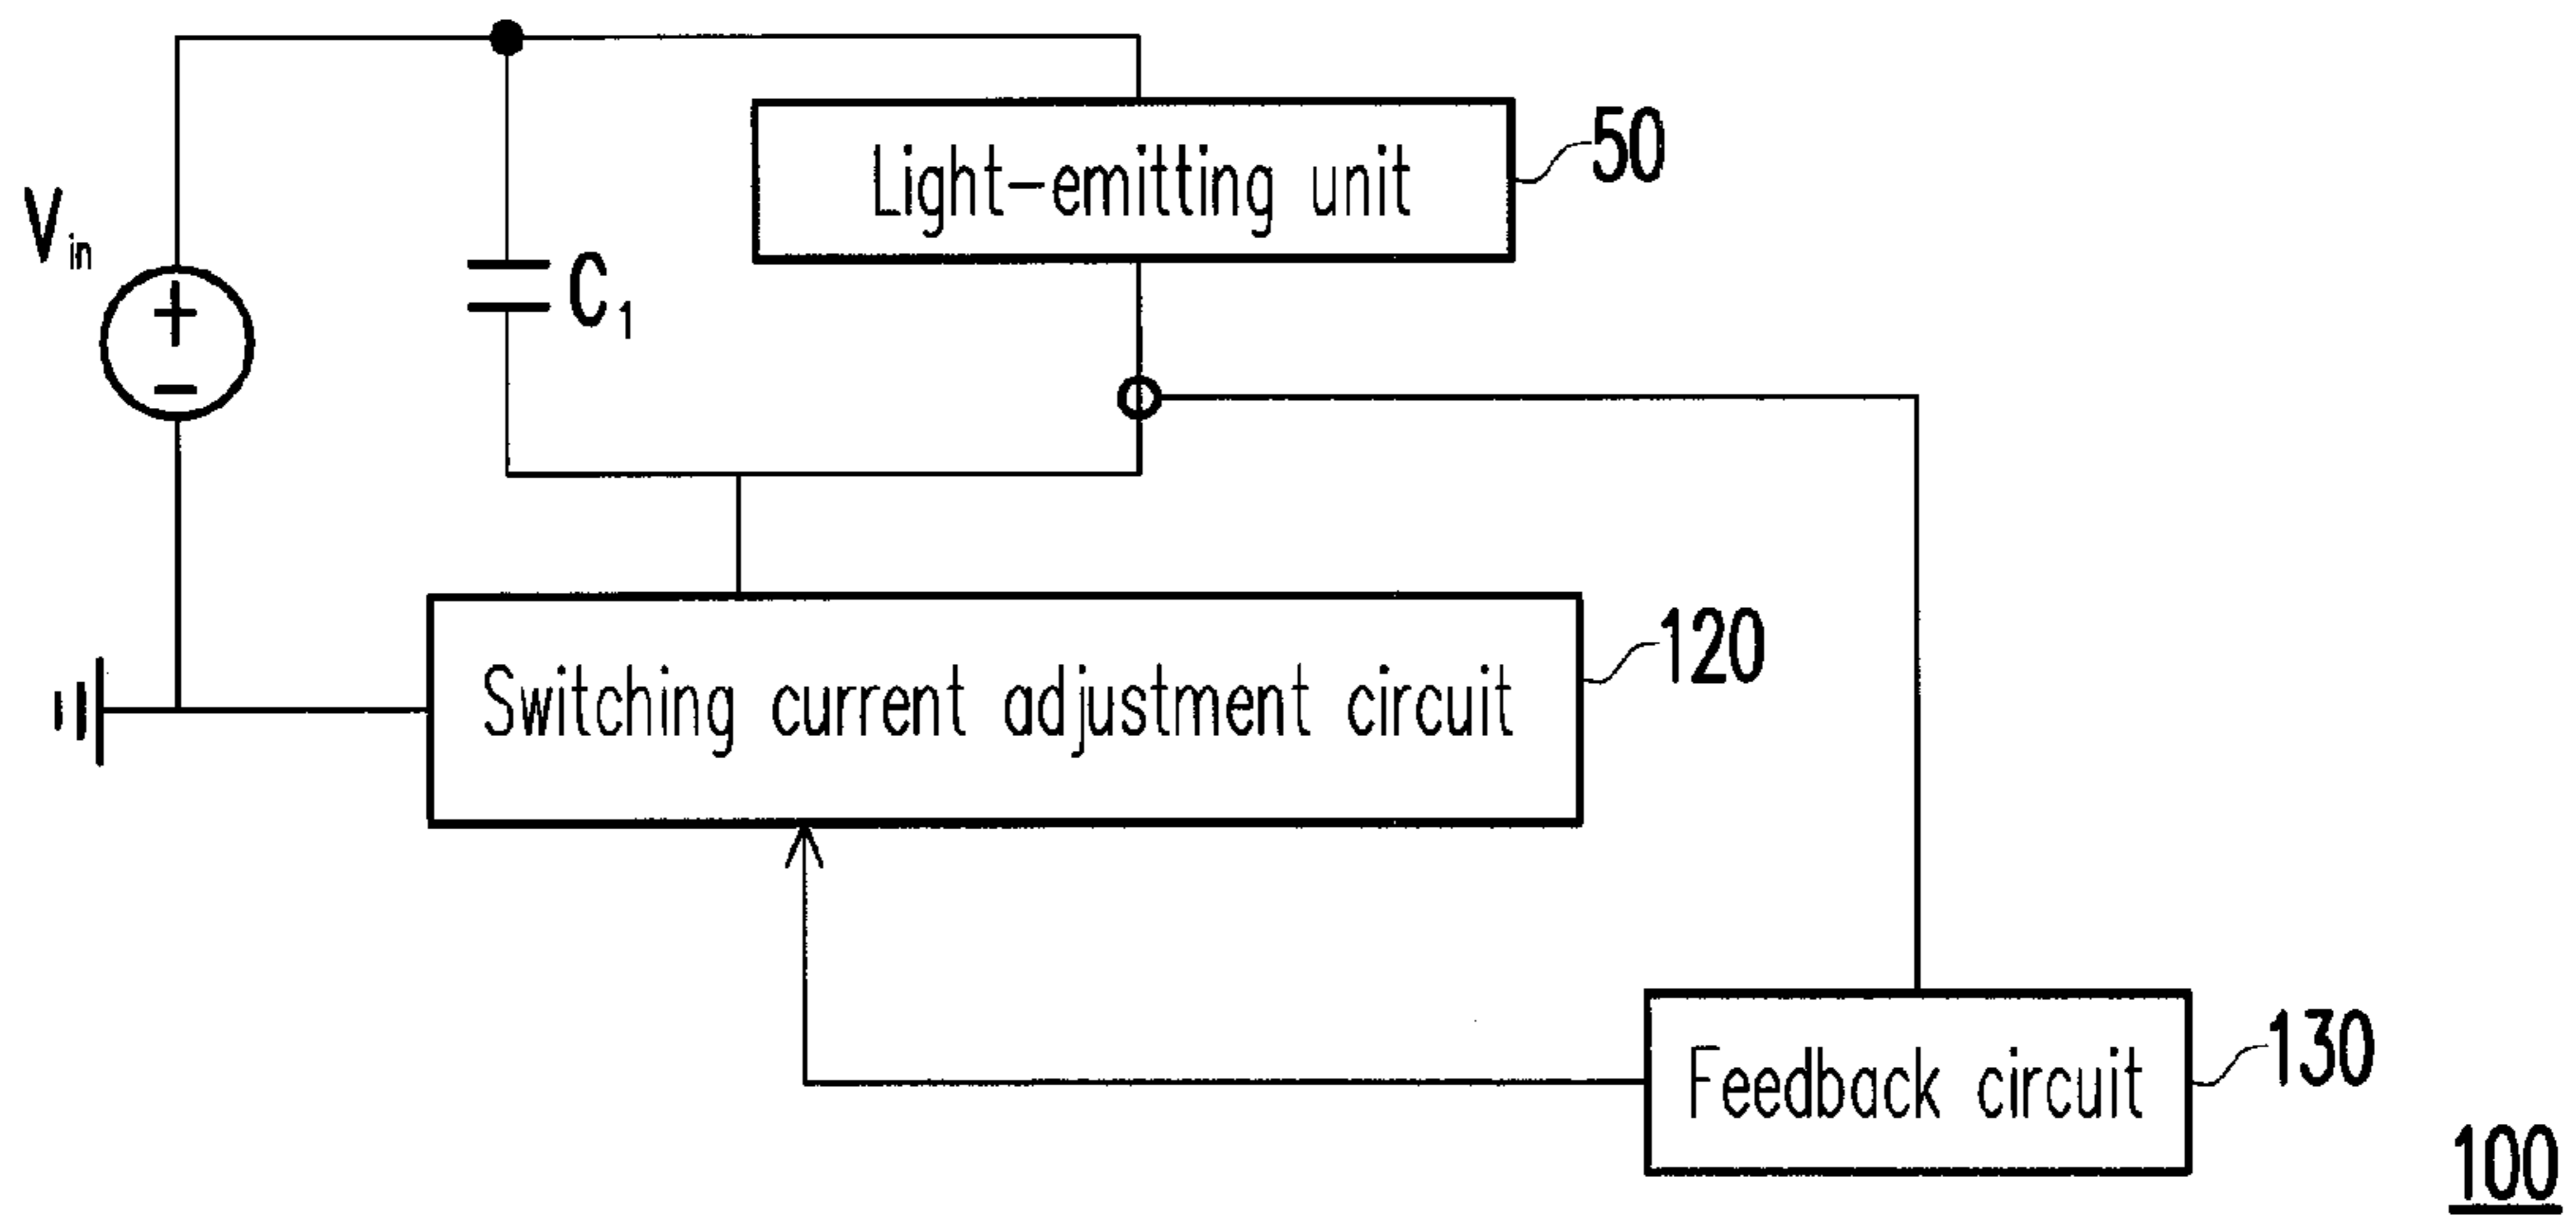 Light-emitting unit
50
Vin
C1
Switching current adjustment circuit
120
Feedback circuit
130
100